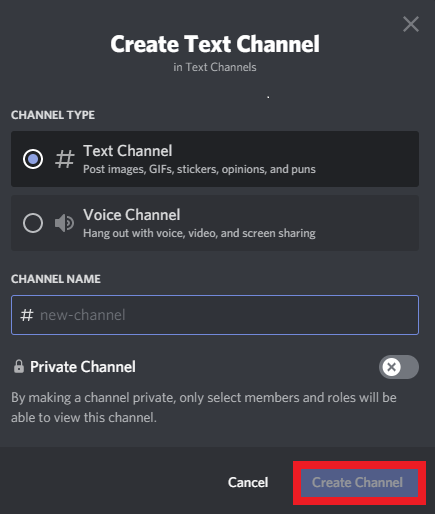 Create Text Channel
in Text Channels
CHANNEL TYPE
# Text Channel
Post images, GIFs, stickers, opinions, and puns
Voice Channel
Hang out with voice, video, and screen sharing
CHANNEL NAME
# new-channel
Private Channel
By making a channel private, only select members and roles will be
able to view this channel.
Cancel Create Channel